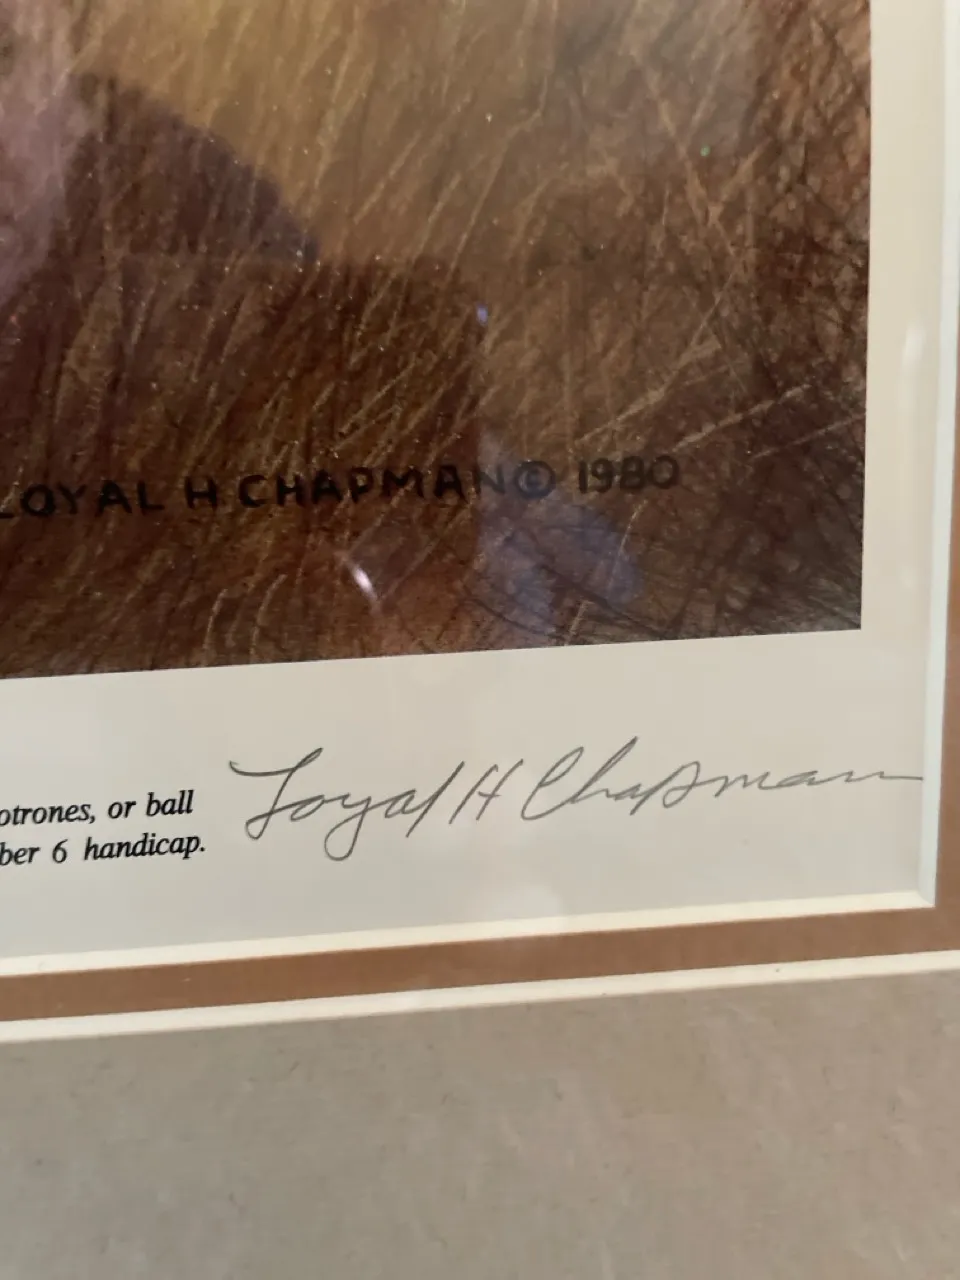 LOYAL H CHAPMAN © 1980
otrones, or ball
ber 6 handicap.
Loyal H Chapman